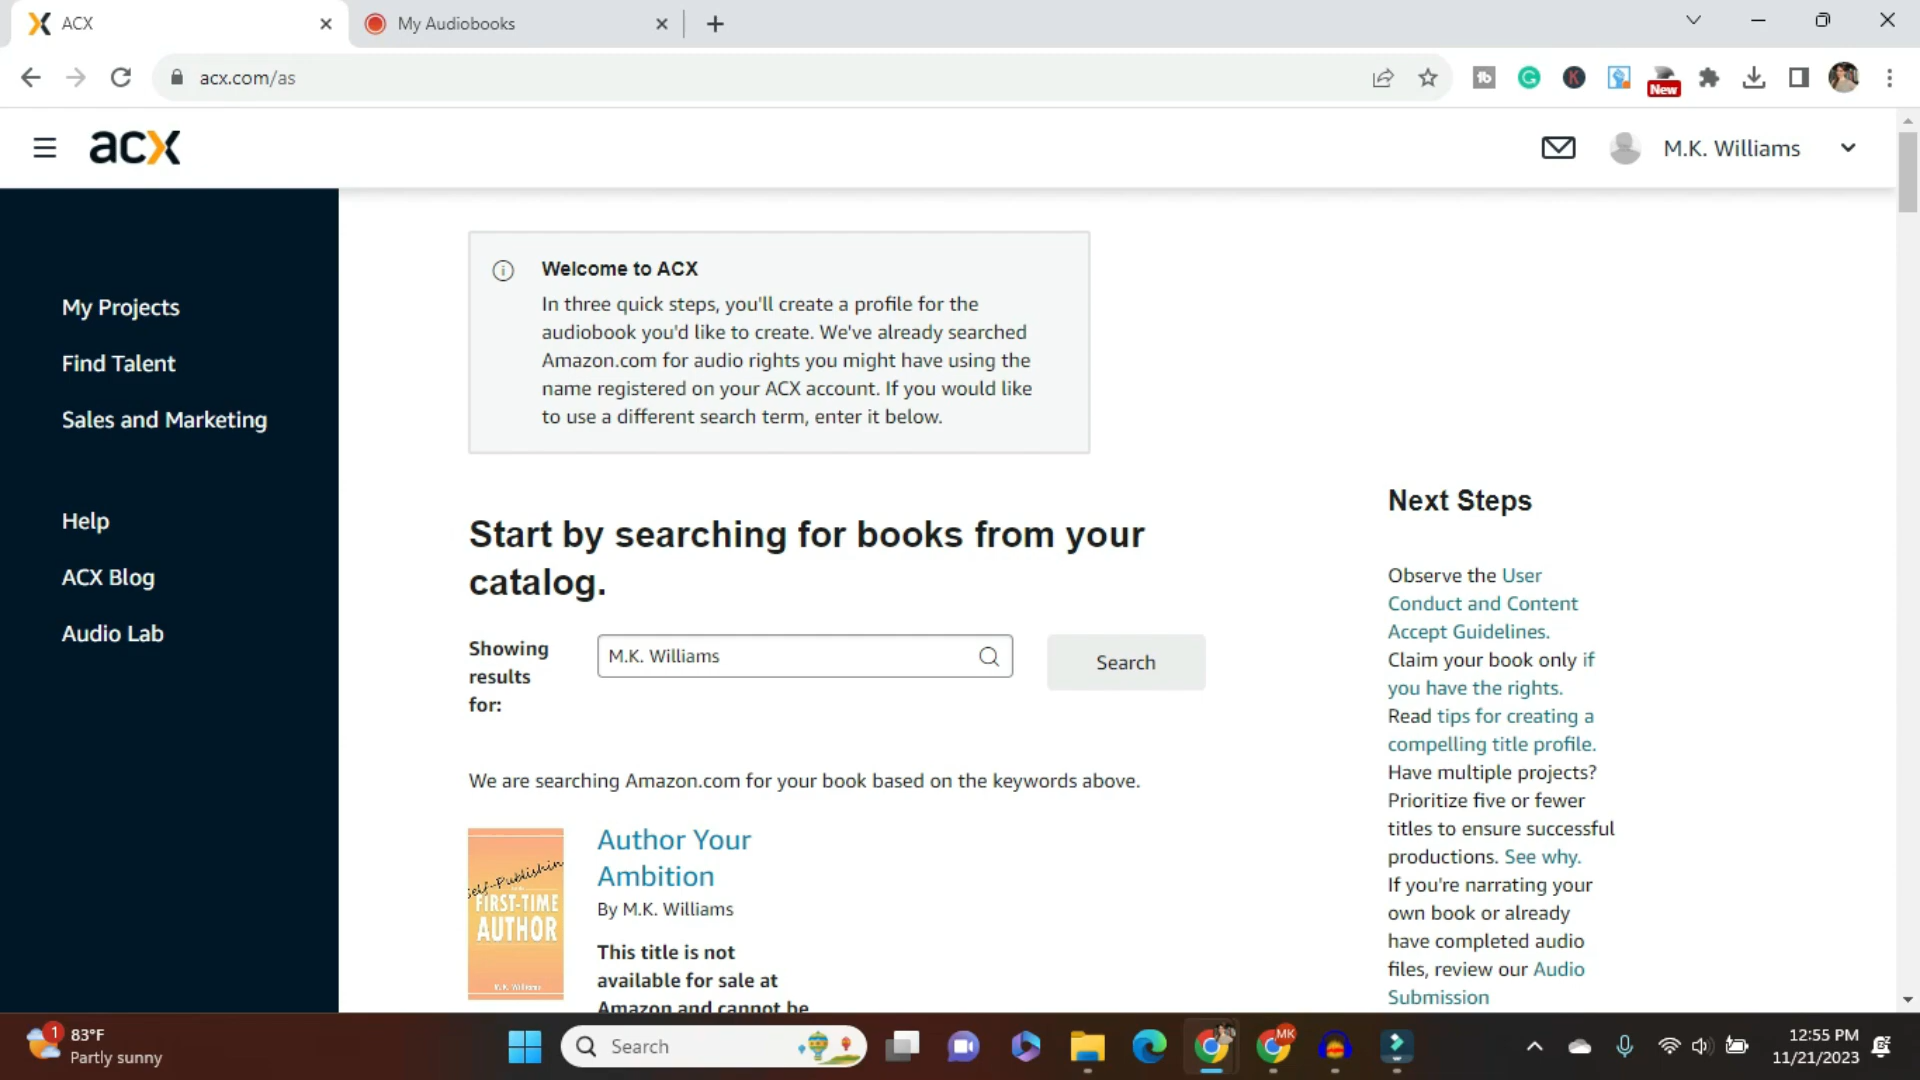 ACX
My Audiobooks
acx.com/as
New
acx
M.K. Williams
My Projects
Find Talent
Sales and Marketing
Help
ACX Blog
Audio Lab
Welcome to ACX
In three quick steps, you'll create a profile for the
audiobook you'd like to create. We've already searched
Amazon.com for audio rights you might have using the
name registered on your ACX account. If you would like
to use a different search term, enter it below.
Start by searching for books from your
catalog.
Showing
results
for:
M.K. Williams
Search
We are searching Amazon.com for your book based on the keywords above.
Self-Publishin
FIRST-TIME
AUTHOR
M.K. Williams
Author Your
Ambition
By M.K. Williams
This title is not
available for sale at
Amazon and cannot be
Next Steps
Observe the User
Conduct and Content
Accept Guidelines.
Claim your book only if
you have the rights.
Read tips for creating a
compelling title profile.
Have multiple projects?
Prioritize five or fewer
titles to ensure successful
productions. See why.
If you're narrating your
own book or already
have completed audio
files, review our Audio
Submission
1
83°F
Partly sunny
Search
MK
12:55 PM
11/21/2023